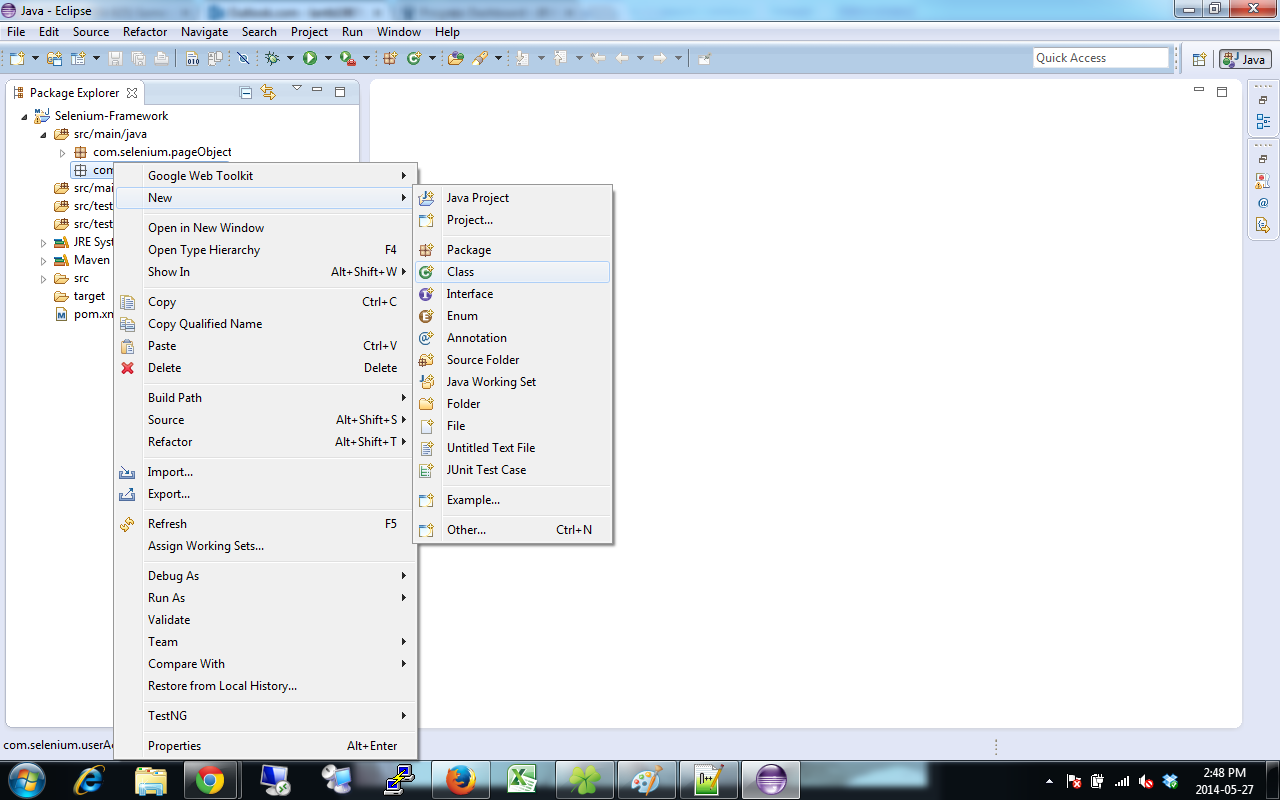 Java - Eclipse
File Edit Source Refactor Navigate Search Project Run Window Help
Quick Access
Java
Package Explorer
Selenium-Framework
src/main/java
com.selenium.pageObject
com
src/mai
src/test
src/test
JRE Syst
Maven
src
target
pom.xm
Google Web Toolkit
New
Open in New Window
Open Type Hierarchy F4
Show In Alt+Shift+W
Copy Ctrl+C
Copy Qualified Name
Paste Ctrl+V
Delete Delete
Build Path
Source Alt+Shift+S
Refactor Alt+Shift+T
Import...
Export...
Refresh F5
Assign Working Sets...
Debug As
Run As
Validate
Team
Compare With
Restore from Local History...
TestNG
Properties Alt+Enter
Java Project
Project...
Package
Class
Interface
Enum
Annotation
Source Folder
Java Working Set
Folder
File
Untitled Text File
JUnit Test Case
Example...
Other... Ctrl+N
com.selenium.userAc
2:48 PM
2014-05-27